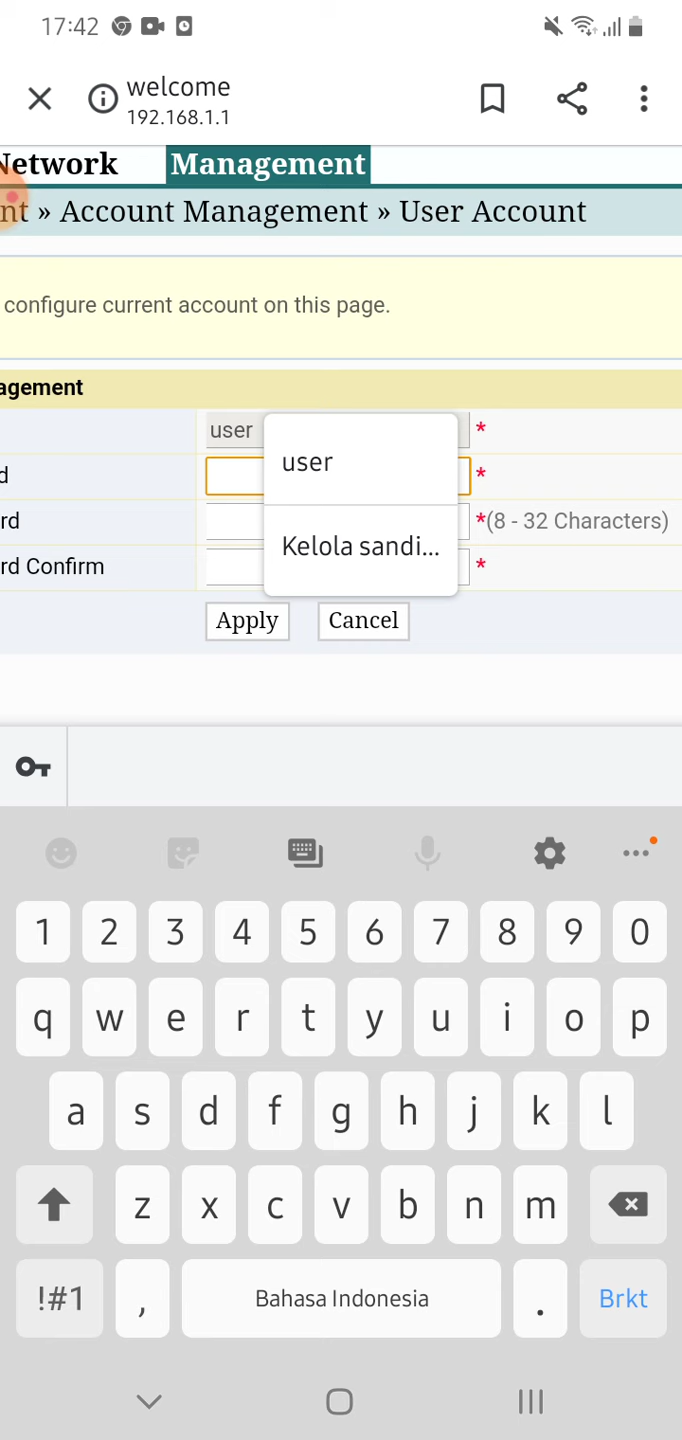 17:42
welcome
192.168.1.1
Network Management
nt » Account Management » User Account
configure current account on this page.
agement
user *
user
d *
rd *(8 - 32 Characters)
Kelola sandi...
rd Confirm *
Apply Cancel
1 2 3 4 5 6 7 8 9 0
q w e r t y u i o p
a s d f g h j k l
z x c v b n m
!#1 , Bahasa Indonesia . Brkt